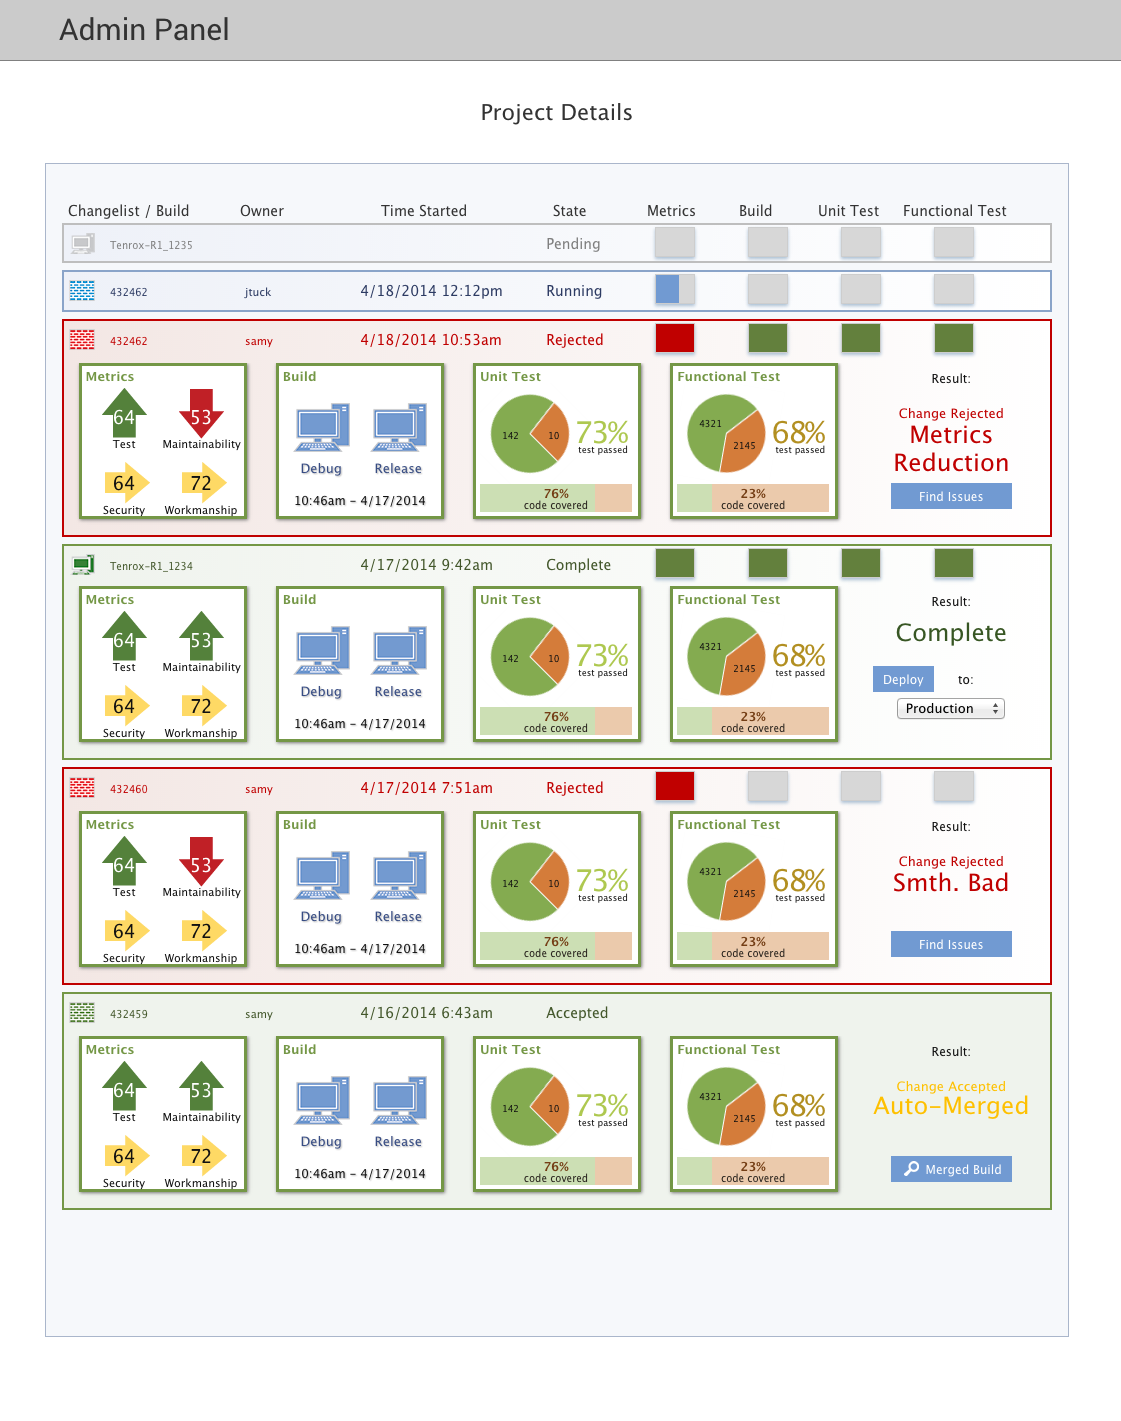 Admin Panel
Project Details
Changelist / Build Owner Time Started State Metrics Build Unit Test Functional Test
Tenrox-R1_1235 Pending
432462 jtuck 4/18/2014 12:12pm Running
432462 samy 4/18/2014 10:53am Rejected
Metrics Build Unit Test Functional Test Result:
64 53 142 10 73% test passed 4321 2145 68% test passed Change Rejected
Test Maintainability Metrics
Reduction
64 72 Debug Release 76% 23% Find Issues
Security Workmanship 10:46am - 4/17/2014 code covered code covered
Tenrox-R1_1234 4/17/2014 9:42am Complete
Metrics Build Unit Test Functional Test Result:
64 53 142 10 73% test passed 4321 2145 68% test passed Complete
Test Maintainability Deploy to:
64 72 Debug Release 76% 23% Production
Security Workmanship 10:46am - 4/17/2014 code covered code covered
432460 samy 4/17/2014 7:51am Rejected
Metrics Build Unit Test Functional Test Result:
64 53 142 10 73% test passed 4321 2145 68% test passed Change Rejected
Test Maintainability Smth. Bad
64 72 Debug Release 76% 23% Find Issues
Security Workmanship 10:46am - 4/17/2014 code covered code covered
432459 samy 4/16/2014 6:43am Accepted
Metrics Build Unit Test Functional Test Result:
64 53 142 10 73% test passed 4321 2145 68% test passed Change Accepted
Test Maintainability Auto-Merged
64 72 Debug Release 76% 23% Merged Build
Security Workmanship 10:46am - 4/17/2014 code covered code covered